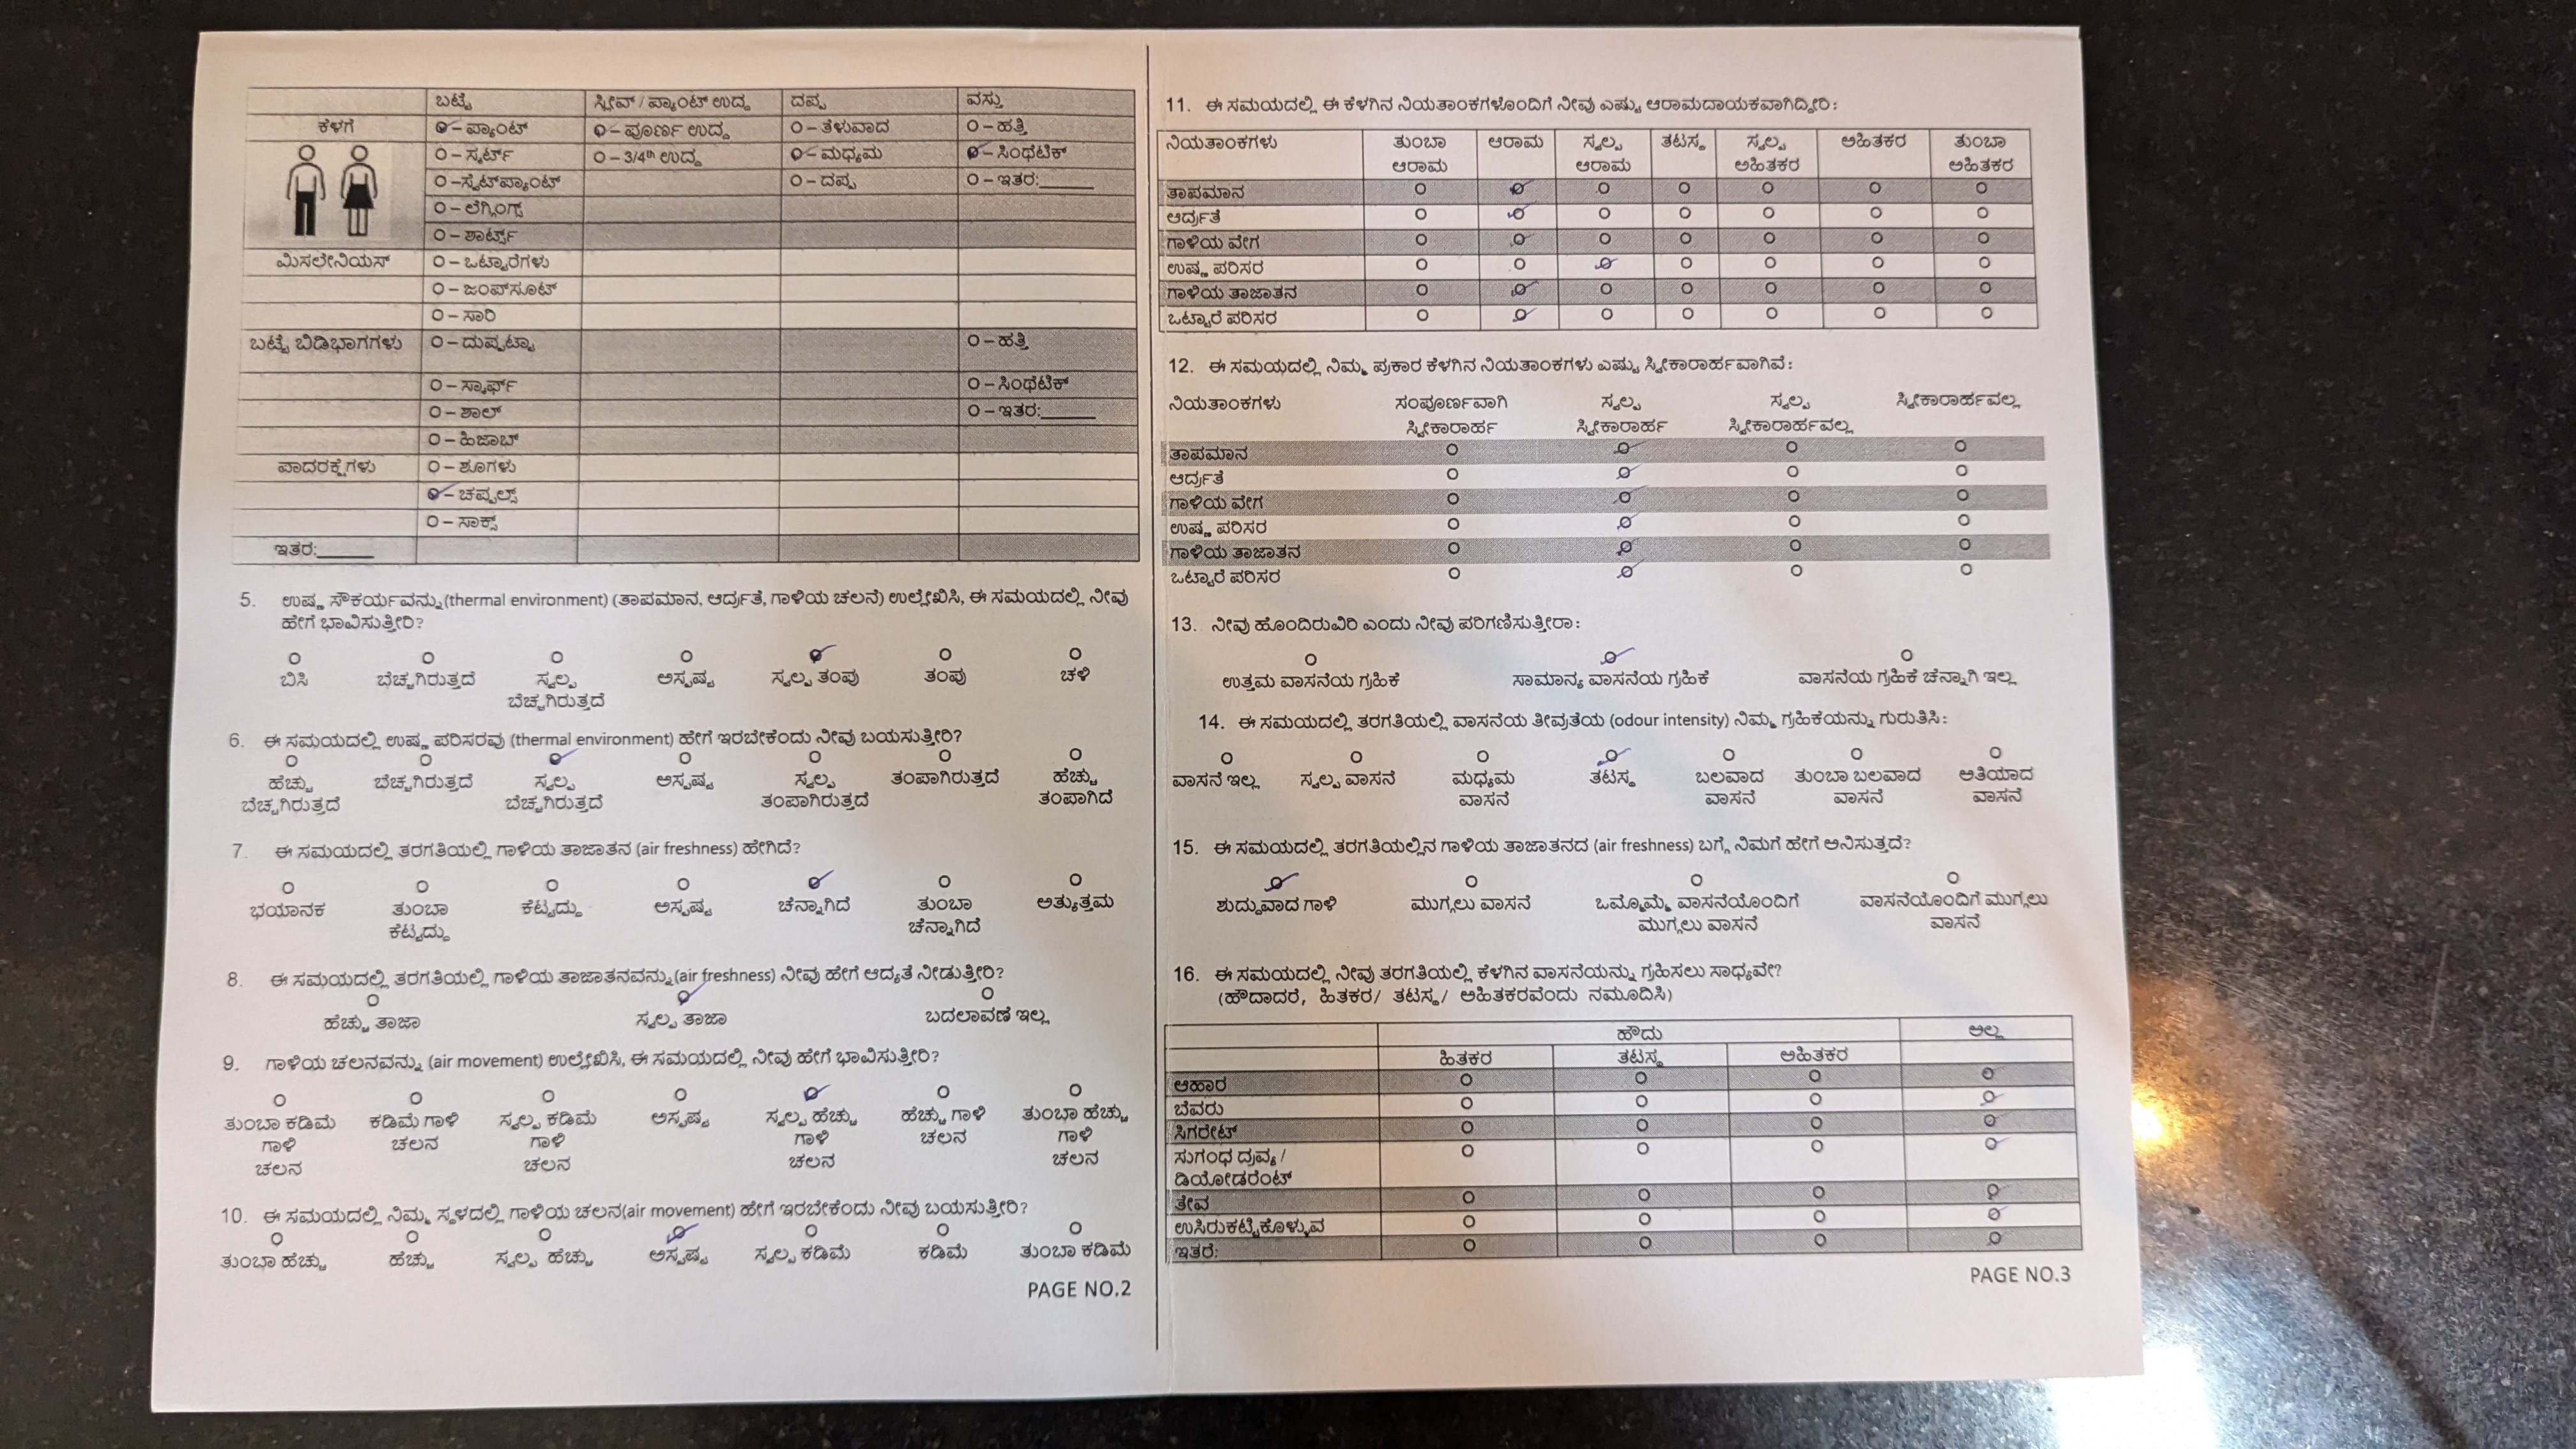 ಬಟ್ಟೆ ಸ್ಲೀವ್ / ಪ್ಯಾಂಟ್ ಉದ್ದ ದಪ್ಪ ವಸ್ತು
ಕೆಳಗೆ O – ಪ್ಯಾಂಟ್ O – ಪೂರ್ಣ ಉದ್ದ O – ತೆಳುವಾದ O – ಹತ್ತಿ
O – ಸ್ಕರ್ಟ್ O – 3/4th ಉದ್ದ O – ಮಧ್ಯಮ O – ಸಿಂಥೆಟಿಕ್
O –ಸ್ವೆಟ್‌ಪ್ಯಾಂಟ್ O – ದಪ್ಪ O – ಇತರ:______
O – ಲೆಗ್ಗಿಂಗ್ಸ್
O – ಶಾರ್ಟ್ಸ್
ಮಿಸಲೇನಿಯಸ್ O – ಒಟ್ಟಾರೆಗಳು
O – ಜಂಪ್‌ಸೂಟ್
O – ಸಾರಿ
ಬಟ್ಟೆ ಬಿಡಿಭಾಗಗಳು O – ದುಪ್ಪಟ್ಟಾ O – ಹತ್ತಿ
O – ಸ್ಕಾರ್ಫ್ O – ಸಿಂಥೆಟಿಕ್
O – ಶಾಲ್ O – ಇತರ:______
O – ಹಿಜಾಬ್
ಪಾದರಕ್ಷೆಗಳು O – ಶೂಗಳು
O – ಚಪ್ಪಲ್ಸ್
O – ಸಾಕ್ಸ್
ಇತರ:______
5. ಉಷ್ಣ ಸೌಕರ್ಯವನ್ನು(thermal environment) (ತಾಪಮಾನ, ಆರ್ದ್ರತೆ, ಗಾಳಿಯ ಚಲನೆ) ಉಲ್ಲೇಖಿಸಿ, ಈ ಸಮಯದಲ್ಲಿ ನೀವು
ಹೇಗೆ ಭಾವಿಸುತ್ತೀರಿ?
ಬಿಸಿ ಬೆಚ್ಚಗಿರುತ್ತದೆ ಸ್ವಲ್ಪ ಅಸ್ಪಷ್ಟ ಸ್ವಲ್ಪ ತಂಪು ತಂಪು ಚಳಿ
ಬೆಚ್ಚಗಿರುತ್ತದೆ
6. ಈ ಸಮಯದಲ್ಲಿ ಉಷ್ಣ ಪರಿಸರವು (thermal environment) ಹೇಗೆ ಇರಬೇಕೆಂದು ನೀವು ಬಯಸುತ್ತೀರಿ?
ಹೆಚ್ಚು ಬೆಚ್ಚಗಿರುತ್ತದೆ ಸ್ವಲ್ಪ ಅಸ್ಪಷ್ಟ ಸ್ವಲ್ಪ ತಂಪಾಗಿರುತ್ತದೆ ಹೆಚ್ಚು
ಬೆಚ್ಚಗಿರುತ್ತದೆ ಬೆಚ್ಚಗಿರುತ್ತದೆ ತಂಪಾಗಿರುತ್ತದೆ ತಂಪಾಗಿದೆ
7. ಈ ಸಮಯದಲ್ಲಿ ತರಗತಿಯಲ್ಲಿ ಗಾಳಿಯ ತಾಜಾತನ (air freshness) ಹೇಗಿದೆ?
ಭಯಾನಕ ತುಂಬಾ ಕೆಟ್ಟದ್ದು ಅಸ್ಪಷ್ಟ ಚೆನ್ನಾಗಿದೆ ತುಂಬಾ ಅತ್ಯುತ್ತಮ
ಕೆಟ್ಟದ್ದು ಚೆನ್ನಾಗಿದೆ
8. ಈ ಸಮಯದಲ್ಲಿ ತರಗತಿಯಲ್ಲಿ ಗಾಳಿಯ ತಾಜಾತನವನ್ನು(air freshness) ನೀವು ಹೇಗೆ ಆದ್ಯತೆ ನೀಡುತ್ತೀರಿ?
ಹೆಚ್ಚು ತಾಜಾ ಸ್ವಲ್ಪ ತಾಜಾ ಬದಲಾವಣೆ ಇಲ್ಲ
9. ಗಾಳಿಯ ಚಲನವನ್ನು (air movement) ಉಲ್ಲೇಖಿಸಿ, ಈ ಸಮಯದಲ್ಲಿ ನೀವು ಹೇಗೆ ಭಾವಿಸುತ್ತೀರಿ?
ತುಂಬಾ ಕಡಿಮೆ ಕಡಿಮೆ ಗಾಳಿ ಸ್ವಲ್ಪ ಕಡಿಮೆ ಅಸ್ಪಷ್ಟ ಸ್ವಲ್ಪ ಹೆಚ್ಚು ಹೆಚ್ಚು ಗಾಳಿ ತುಂಬಾ ಹೆಚ್ಚು
ಗಾಳಿ ಚಲನ ಗಾಳಿ ಗಾಳಿ ಚಲನ ಗಾಳಿ
ಚಲನ ಚಲನ ಚಲನ ಚಲನ
10. ಈ ಸಮಯದಲ್ಲಿ ನಿಮ್ಮ ಸ್ಥಳದಲ್ಲಿ ಗಾಳಿಯ ಚಲನ(air movement) ಹೇಗೆ ಇರಬೇಕೆಂದು ನೀವು ಬಯಸುತ್ತೀರಿ?
ತುಂಬಾ ಹೆಚ್ಚು ಹೆಚ್ಚು ಸ್ವಲ್ಪ ಹೆಚ್ಚು ಅಸ್ಪಷ್ಟ ಸ್ವಲ್ಪ ಕಡಿಮೆ ಕಡಿಮೆ ತುಂಬಾ ಕಡಿಮೆ
PAGE NO.2
11. ಈ ಸಮಯದಲ್ಲಿ ಈ ಕೆಳಗಿನ ನಿಯತಾಂಕಗಳೊಂದಿಗೆ ನೀವು ಎಷ್ಟು ಆರಾಮದಾಯಕವಾಗಿದ್ದೀರಿ:
ನಿಯತಾಂಕಗಳು ತುಂಬಾ ಆರಾಮ ಸ್ವಲ್ಪ ತಟಸ್ಥ ಸ್ವಲ್ಪ ಅಹಿತಕರ ತುಂಬಾ
ಆರಾಮ ಆರಾಮ ಅಹಿತಕರ ಅಹಿತಕರ
ತಾಪಮಾನ
ಆರ್ದ್ರತೆ
ಗಾಳಿಯ ವೇಗ
ಉಷ್ಣ ಪರಿಸರ
ಗಾಳಿಯ ತಾಜಾತನ
ಒಟ್ಟಾರೆ ಪರಿಸರ
12. ಈ ಸಮಯದಲ್ಲಿ ನಿಮ್ಮ ಪ್ರಕಾರ ಕೆಳಗಿನ ನಿಯತಾಂಕಗಳು ಎಷ್ಟು ಸ್ವೀಕಾರಾರ್ಹವಾಗಿವೆ:
ನಿಯತಾಂಕಗಳು ಸಂಪೂರ್ಣವಾಗಿ ಸ್ವಲ್ಪ ಸ್ವಲ್ಪ ಸ್ವೀಕಾರಾರ್ಹವಲ್ಲ
ಸ್ವೀಕಾರಾರ್ಹ ಸ್ವೀಕಾರಾರ್ಹ ಸ್ವೀಕಾರಾರ್ಹವಲ್ಲ
ತಾಪಮಾನ
ಆರ್ದ್ರತೆ
ಗಾಳಿಯ ವೇಗ
ಉಷ್ಣ ಪರಿಸರ
ಗಾಳಿಯ ತಾಜಾತನ
ಒಟ್ಟಾರೆ ಪರಿಸರ
13. ನೀವು ಹೊಂದಿರುವಿರಿ ಎಂದು ನೀವು ಪರಿಗಣಿಸುತ್ತೀರಾ:
ಉತ್ತಮ ವಾಸನೆಯ ಗ್ರಹಿಕೆ ಸಾಮಾನ್ಯ ವಾಸನೆಯ ಗ್ರಹಿಕೆ ವಾಸನೆಯ ಗ್ರಹಿಕೆ ಚೆನ್ನಾಗಿ ಇಲ್ಲ
14. ಈ ಸಮಯದಲ್ಲಿ ತರಗತಿಯಲ್ಲಿ ವಾಸನೆಯ ತೀವ್ರತೆಯ (odour intensity) ನಿಮ್ಮ ಗ್ರಹಿಕೆಯನ್ನು ಗುರುತಿಸಿ:
ವಾಸನೆ ಇಲ್ಲ ಸ್ವಲ್ಪ ವಾಸನೆ ಮಧ್ಯಮ ತಟಸ್ಥ ಬಲವಾದ ತುಂಬಾ ಬಲವಾದ ಅತಿಯಾದ
ವಾಸನೆ ವಾಸನೆ ವಾಸನೆ ವಾಸನೆ
15. ಈ ಸಮಯದಲ್ಲಿ ತರಗತಿಯಲ್ಲಿನ ಗಾಳಿಯ ತಾಜಾತನದ (air freshness) ಬಗ್ಗೆ ನಿಮಗೆ ಹೇಗೆ ಅನಿಸುತ್ತದೆ?
ಶುದ್ಧವಾದ ಗಾಳಿ ಮುಗ್ಗಲು ವಾಸನೆ ಒಮ್ಮೊಮ್ಮೆ ವಾಸನೆಯೊಂದಿಗೆ ವಾಸನೆಯೊಂದಿಗೆ ಮುಗ್ಗಲು
ಮುಗ್ಗಲು ವಾಸನೆ ವಾಸನೆ
16. ಈ ಸಮಯದಲ್ಲಿ ನೀವು ತರಗತಿಯಲ್ಲಿ ಕೆಳಗಿನ ವಾಸನೆಯನ್ನು ಗ್ರಹಿಸಲು ಸಾಧ್ಯವೇ?
(ಹೌದಾದರೆ, ಹಿತಕರ/ ತಟಸ್ಥ/ ಅಹಿತಕರವೆಂದು ನಮೂದಿಸಿ)
ಹೌದು ಅಲ್ಲ
ಹಿತಕರ ತಟಸ್ಥ ಅಹಿತಕರ
ಆಹಾರ
ಬೆವರು
ಸಿಗರೇಟ್
ಸುಗಂಧ ದ್ರವ್ಯ/
ಡಿಯೋಡರೆಂಟ್
ತೇವ
ಉಸಿರುಕಟ್ಟಿಕೊಳ್ಳುವ
ಇತರೆ:
PAGE NO.3